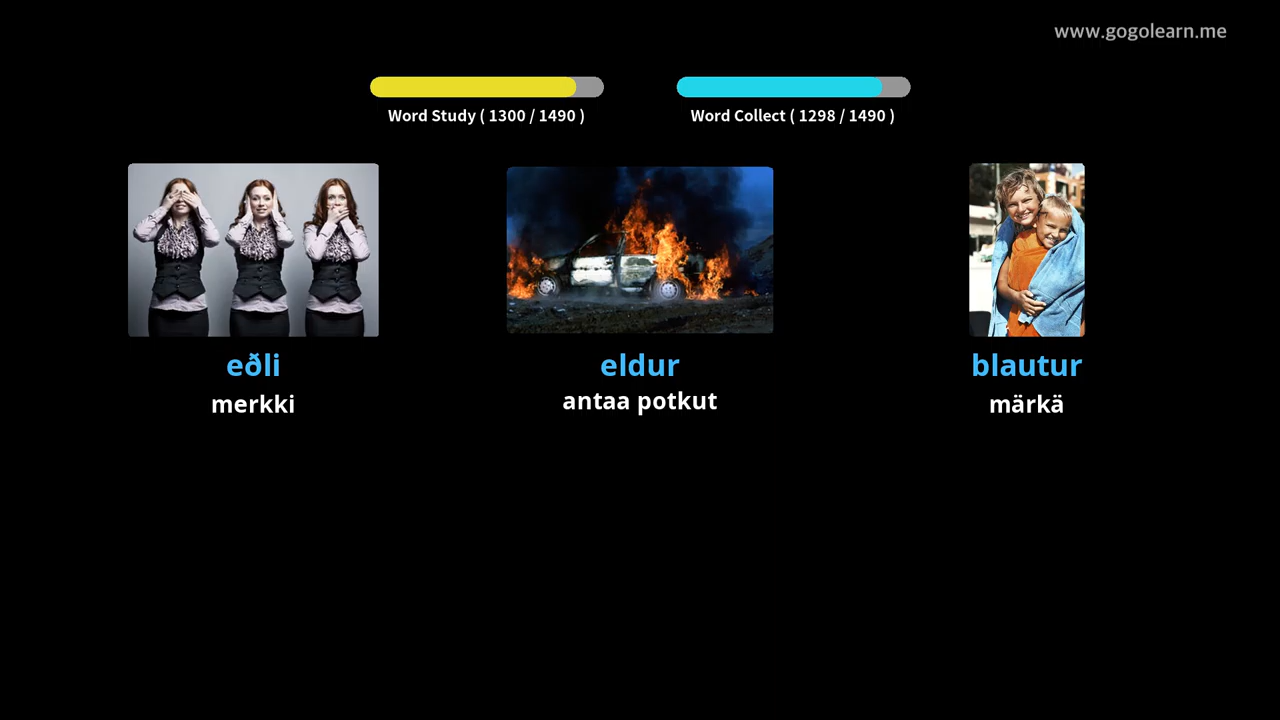 www.gogolearn.me
Word Study ( 1300 / 1490 )
Word Collect ( 1298 / 1490 )
eðli
eldur
blautur
merkki
antaa potkut
märkä